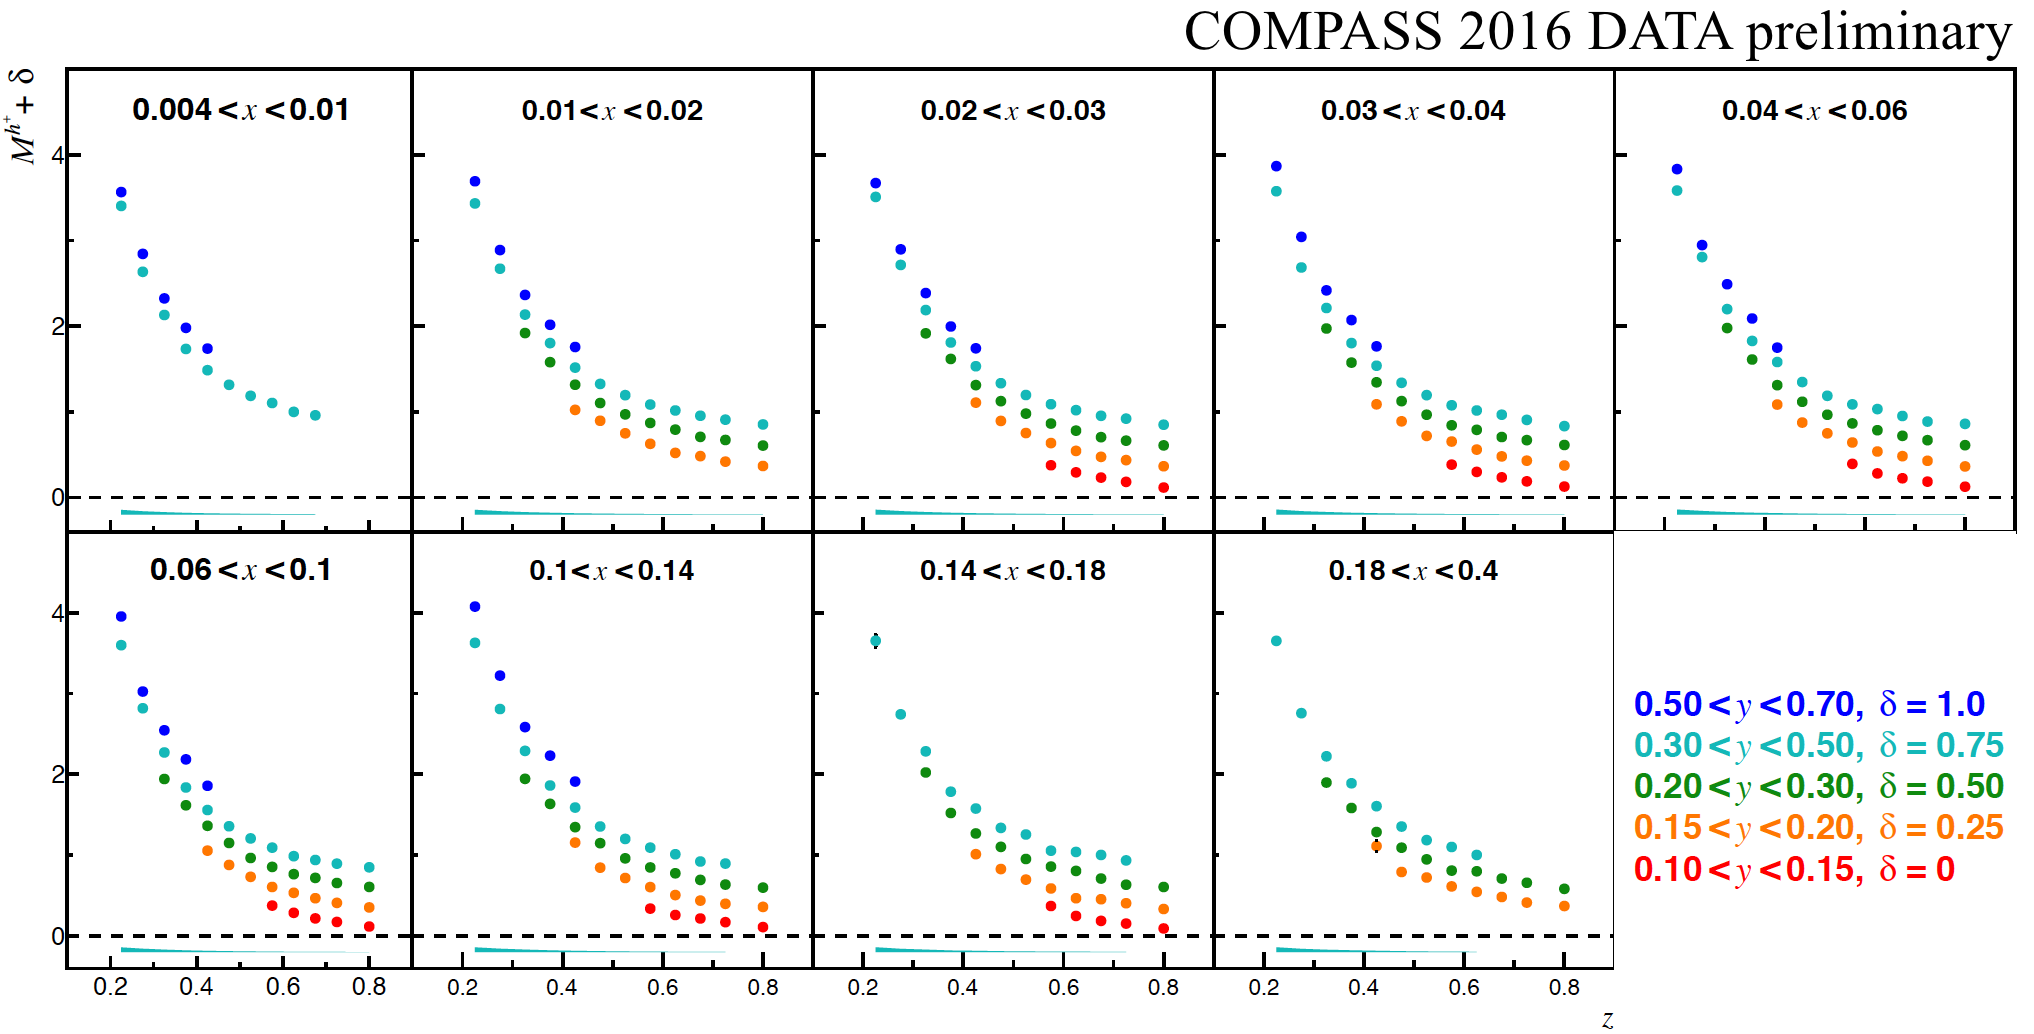 COMPASS 2016 DATA preliminary
M^{h^+} + δ
0.004 < x < 0.01
0.01 < x < 0.02
0.02 < x < 0.03
0.03 < x < 0.04
0.04 < x < 0.06
4
2
0
0.06 < x < 0.1
0.1 < x < 0.14
0.14 < x < 0.18
0.18 < x < 0.4
4
2
0
0.50 < y < 0.70, δ = 1.0
0.30 < y < 0.50, δ = 0.75
0.20 < y < 0.30, δ = 0.50
0.15 < y < 0.20, δ = 0.25
0.10 < y < 0.15, δ = 0
0.2 0.4 0.6 0.8
0.2 0.4 0.6 0.8
0.2 0.4 0.6 0.8
0.2 0.4 0.6 0.8
z